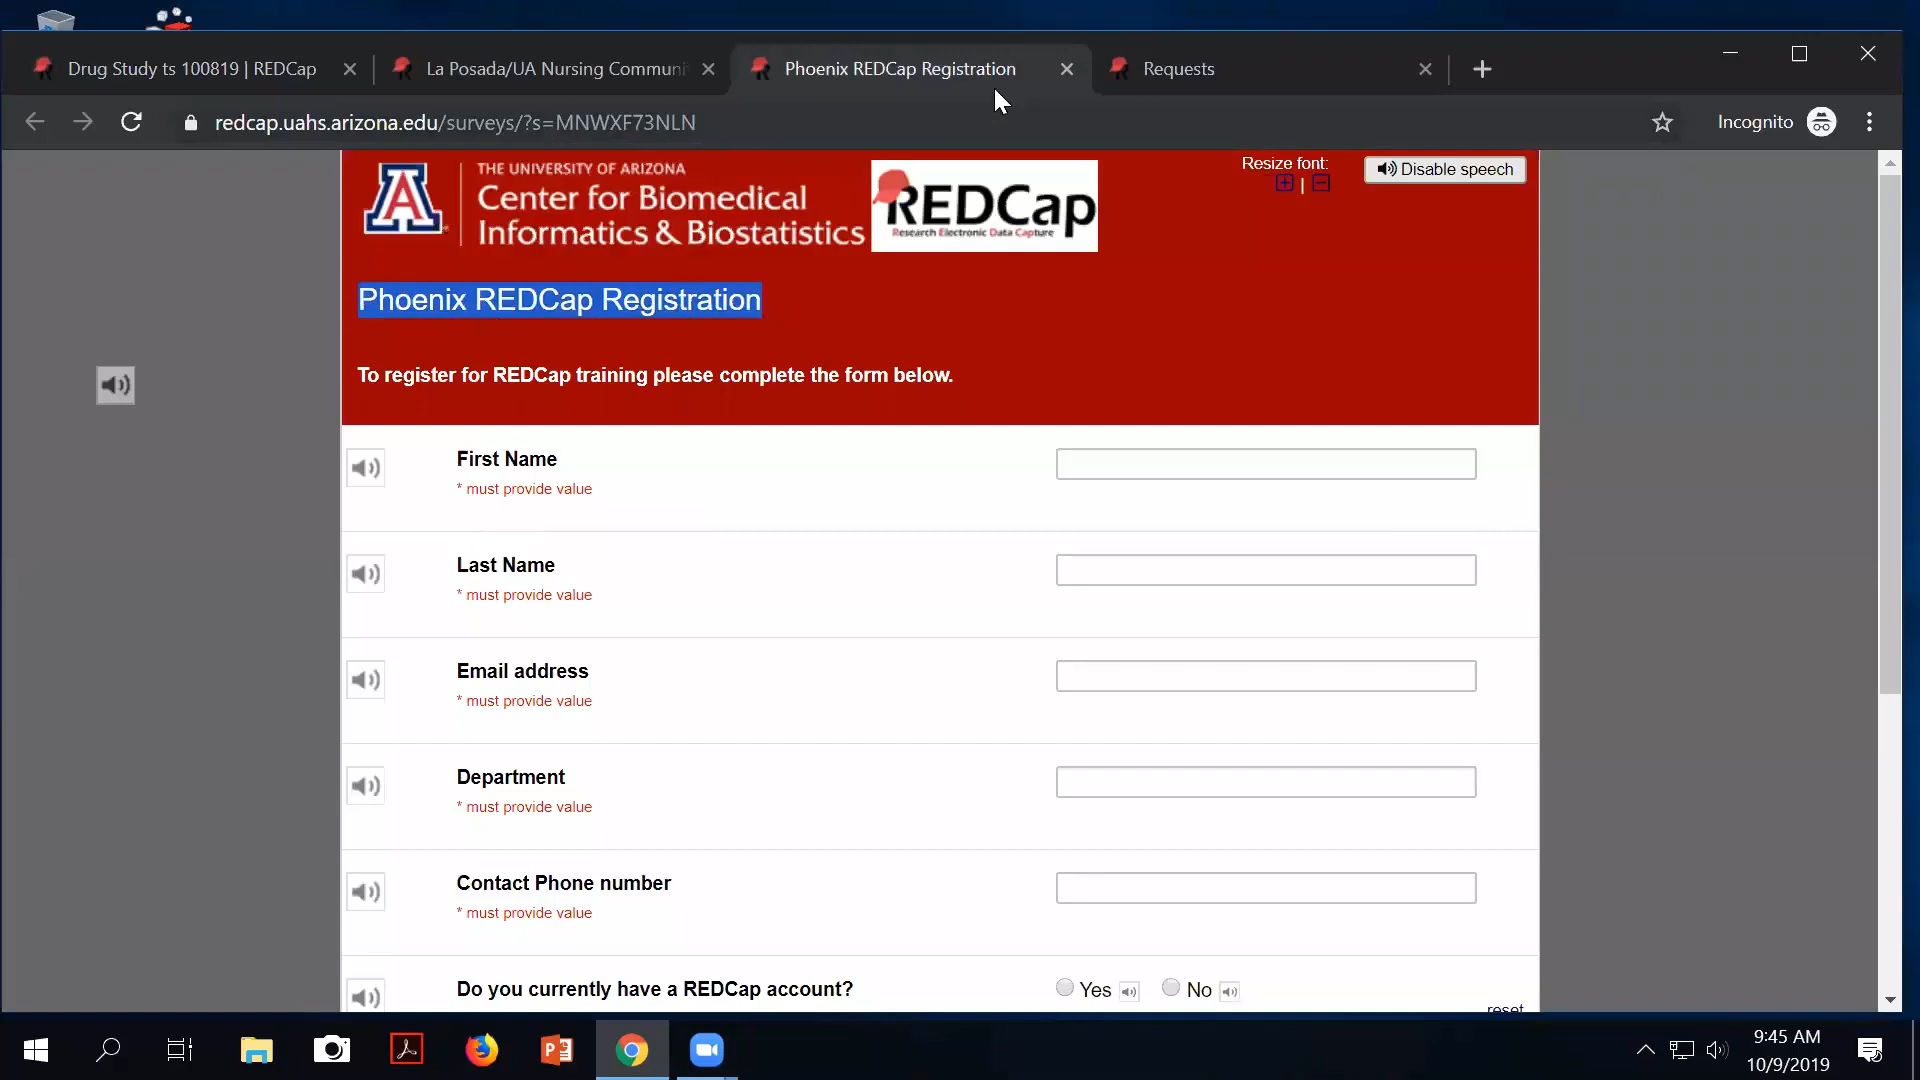 Drug Study ts 100819 | REDCap
La Posada/UA Nursing Communi
Phoenix REDCap Registration
Requests
redcap.uahs.arizona.edu/surveys/?s=MNWXF73NLN
Incognito
THE UNIVERSITY OF ARIZONA
Center for Biomedical
Informatics & Biostatistics
REDCap
Research Electronic Data Capture
Resize font:
|
Disable speech
Phoenix REDCap Registration
To register for REDCap training please complete the form below.
First Name
* must provide value
Last Name
* must provide value
Email address
* must provide value
Department
* must provide value
Contact Phone number
* must provide value
Do you currently have a REDCap account?
Yes
No
reset
9:45 AM
10/9/2019